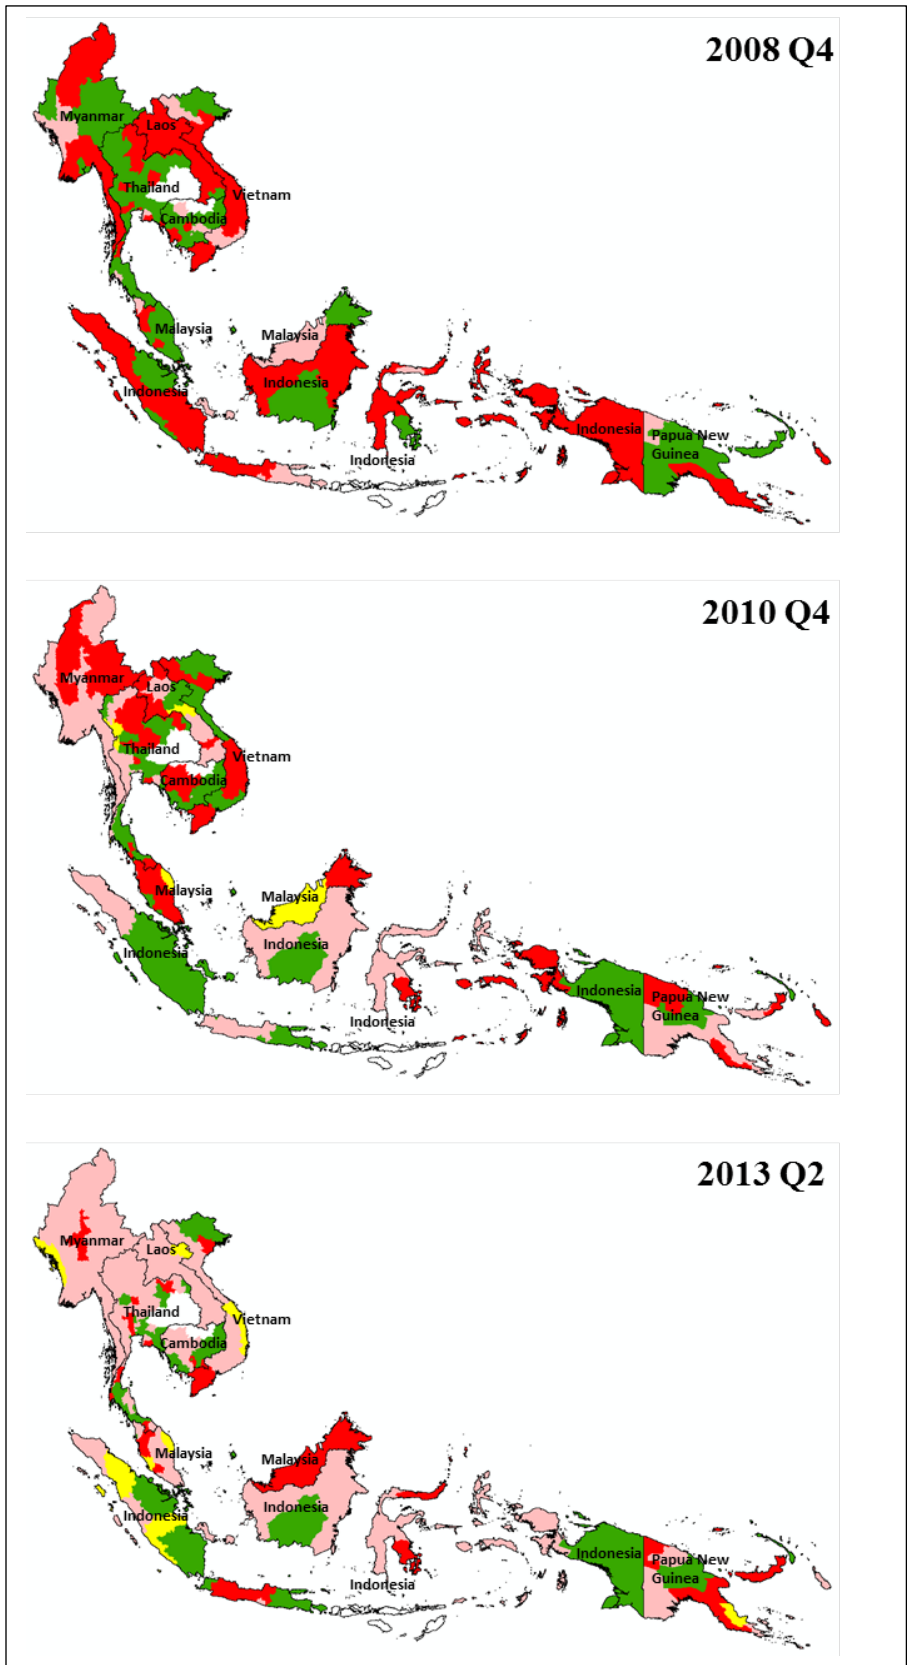 2008 Q4
Myanmar
Laos
Thailand
Vietnam
Cambodia
Malaysia
Malaysia
Indonesia
Indonesia
Indonesia
Papua New
Guinea
Indonesia
2010 Q4
Myanmar
Laos
Thailand
Vietnam
Cambodia
Malaysia
Malaysia
Indonesia
Indonesia
Indonesia
Papua New
Guinea
Indonesia
2013 Q2
Myanmar
Laos
Thailand
Vietnam
Cambodia
Malaysia
Malaysia
Indonesia
Indonesia
Indonesia
Papua New
Guinea
Indonesia